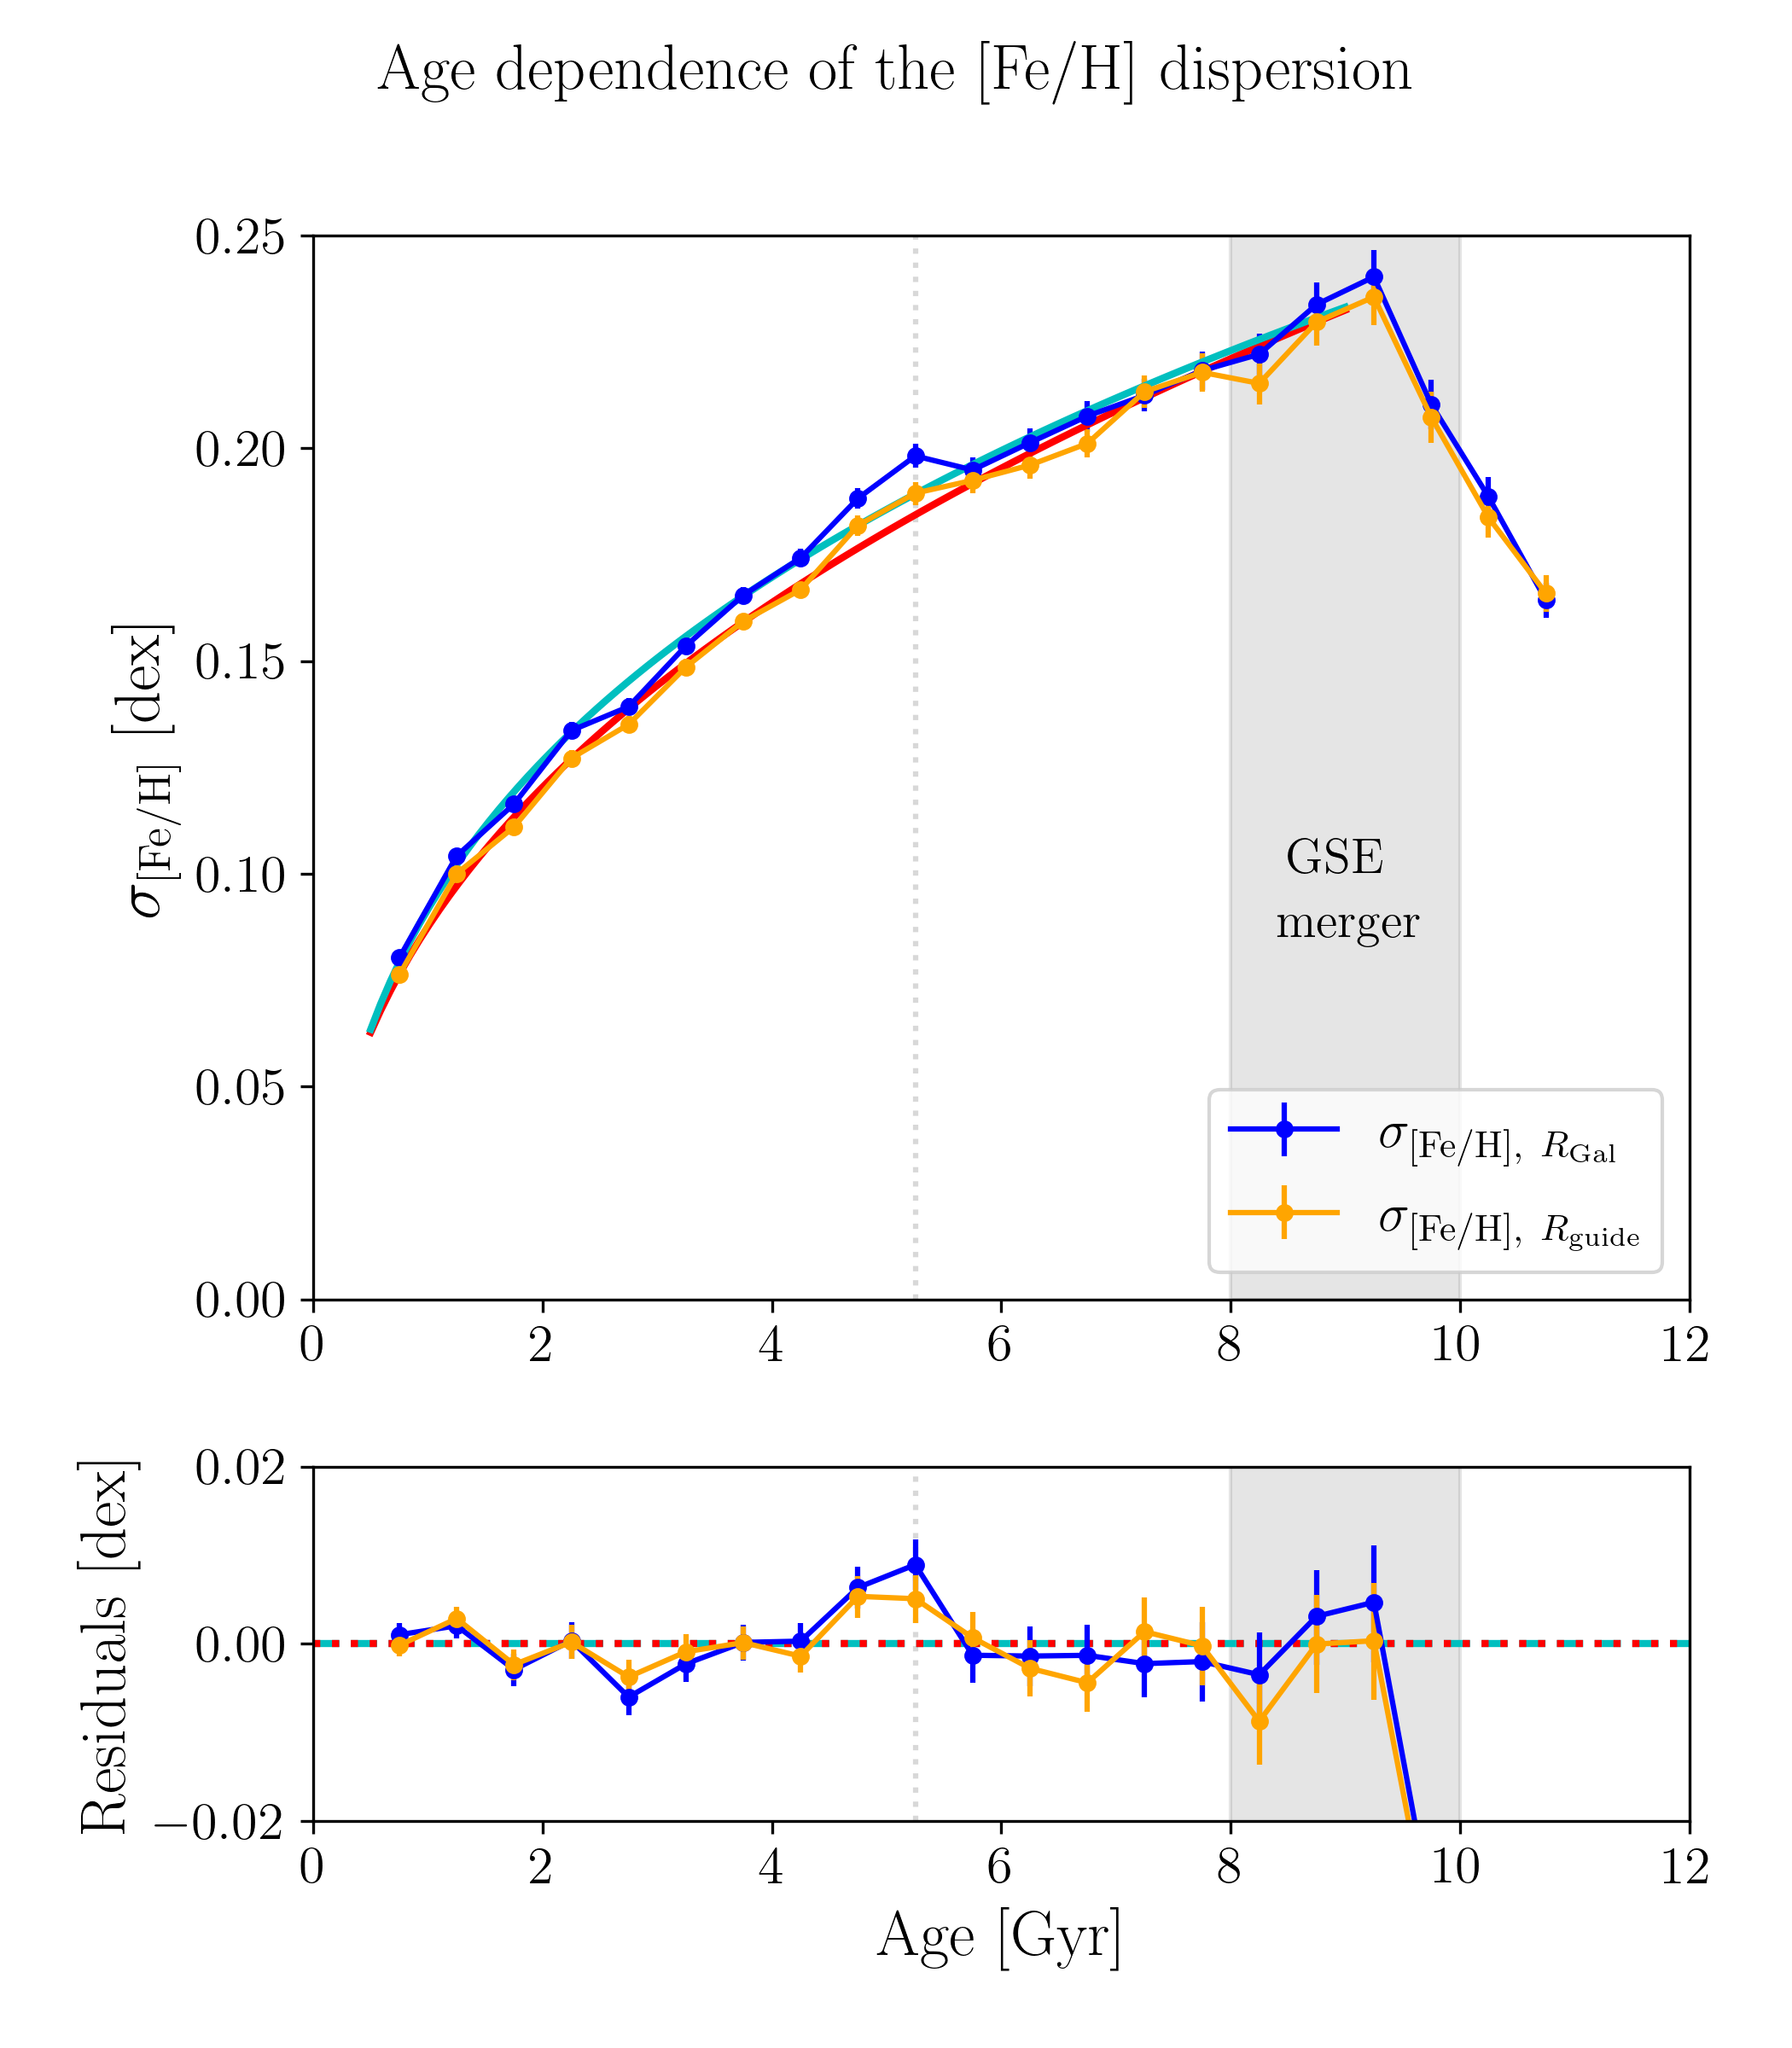 Age dependence of the [Fe/H] dispersion
0.25
0.20
0.15
0.10
0.05
0.00
σ[Fe/H] [dex]
GSE
merger
σ[Fe/H], RGal
σ[Fe/H], Rguide
0 2 4 6 8 10 12
0.02
0.00
−0.02
Residuals [dex]
0 2 4 6 8 10 12
Age [Gyr]